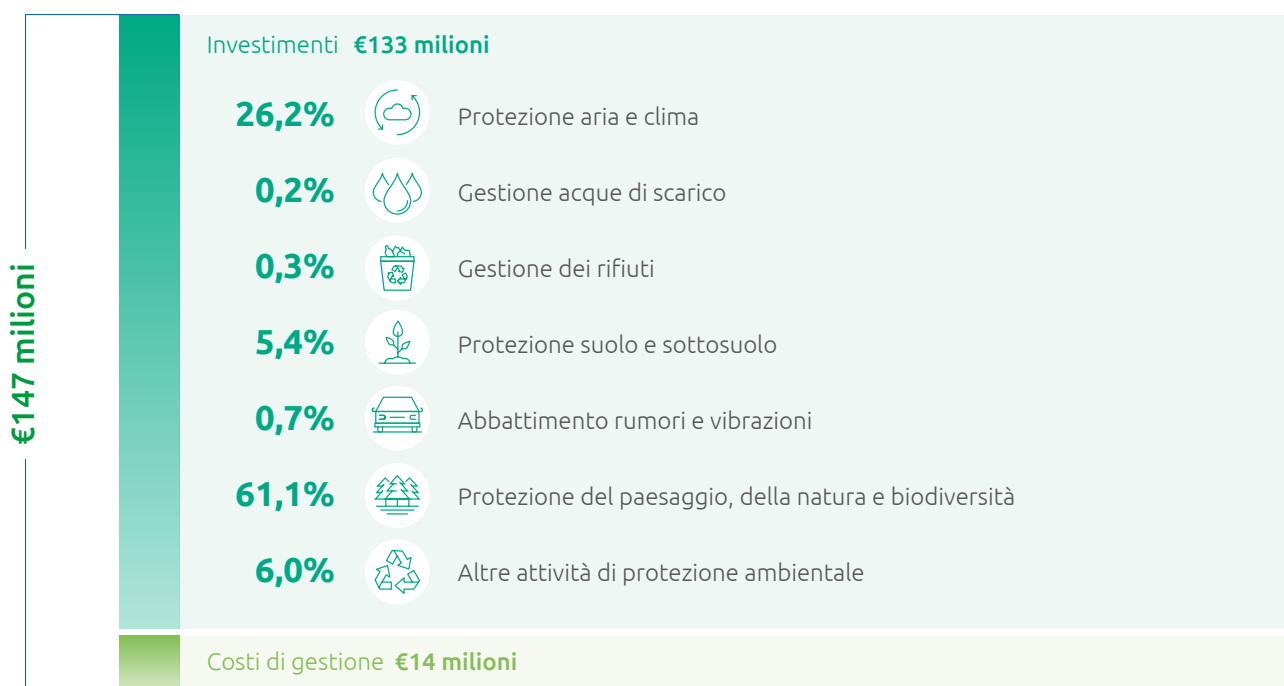 €147 milioni
Investimenti €133 milioni
26,2% Protezione aria e clima
0,2% Gestione acque di scarico
0,3% Gestione dei rifiuti
5,4% Protezione suolo e sottosuolo
0,7% Abbattimento rumori e vibrazioni
61,1% Protezione del paesaggio, della natura e biodiversità
6,0% Altre attività di protezione ambientale
Costi di gestione €14 milioni